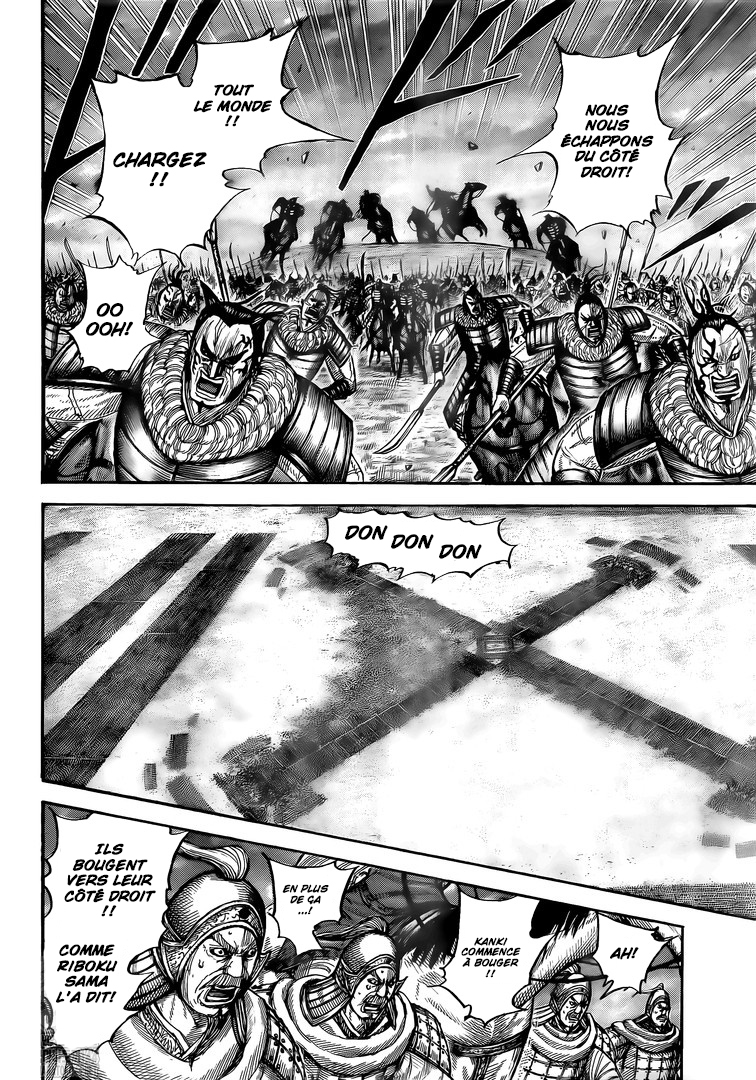 NOUS
NOUS
ÉCHAPPONS
DU CÔTÉ
DROIT!
TOUT
LE MONDE
!!
CHARGEZ
!!
OO
OOH!
DON DON DON
AH!
KANKI
COMMENCE
À BOUGER
!!
EN PLUS
DE ÇA
...!
ILS
BOUGENT
VERS LEUR
CÔTÉ DROIT
!!
COMME
RIBOKU
SAMA
L'A DIT!